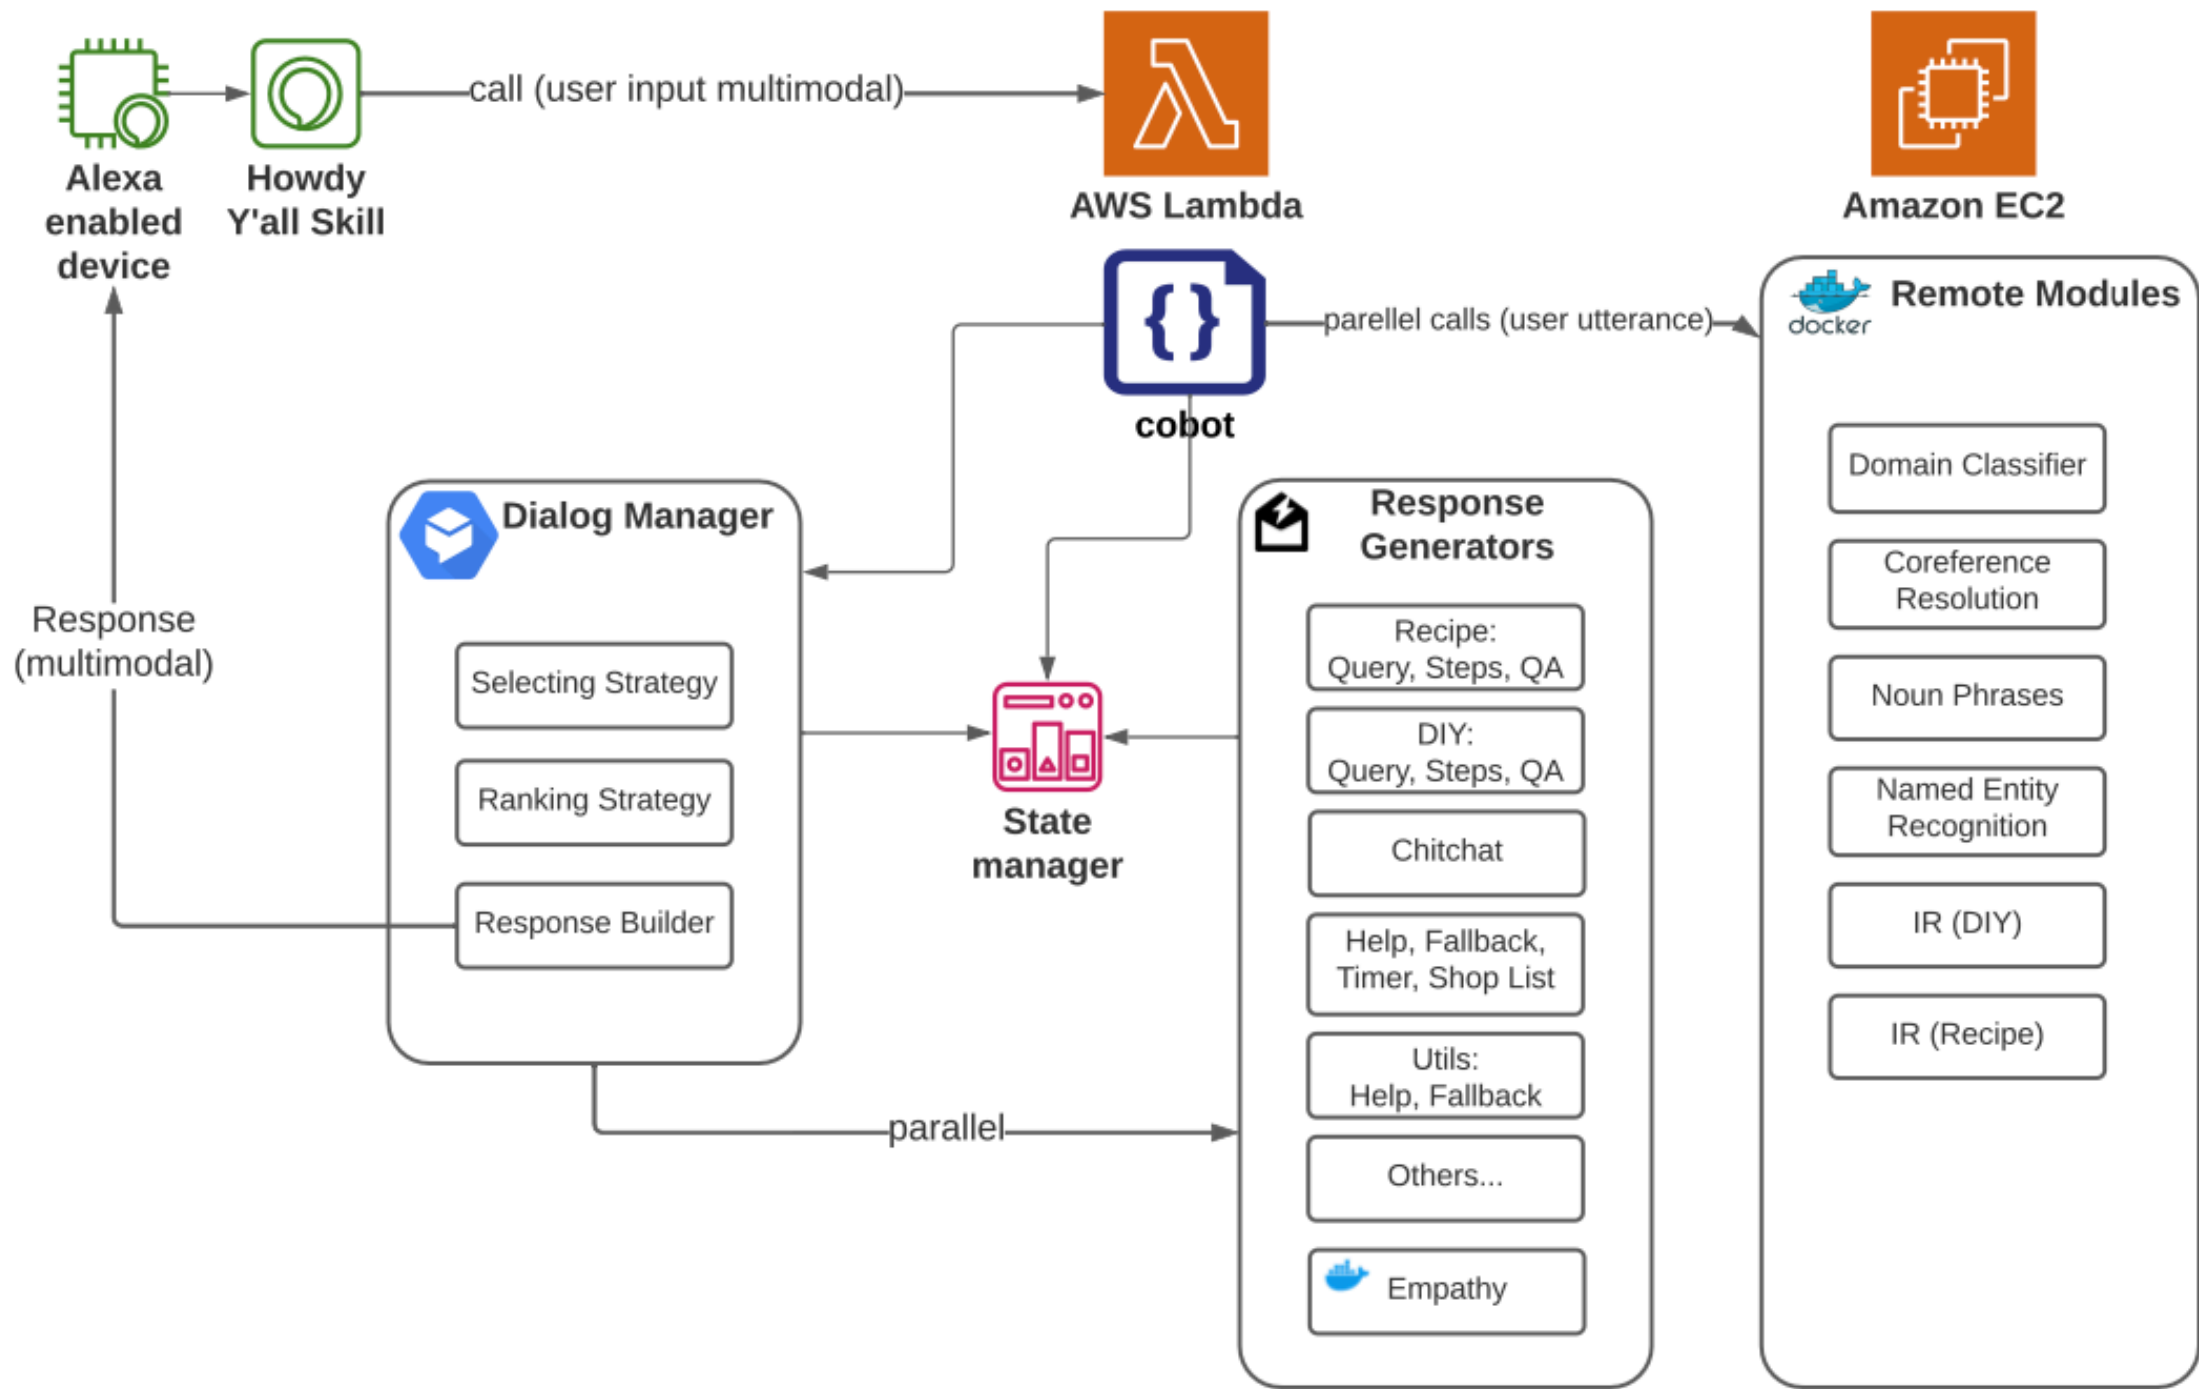 Alexa
enabled
device
Howdy
Y'all Skill
call (user input multimodal)
AWS Lambda
Amazon EC2
cobot
parellel calls (user utterance)
docker
Remote Modules
Domain Classifier
Coreference
Resolution
Noun Phrases
Named Entity
Recognition
IR (DIY)
IR (Recipe)
Response
(multimodal)
Dialog Manager
Selecting Strategy
Ranking Strategy
Response Builder
State
manager
parallel
Response
Generators
Recipe:
Query, Steps, QA
DIY:
Query, Steps, QA
Chitchat
Help, Fallback,
Timer, Shop List
Utils:
Help, Fallback
Others...
Empathy